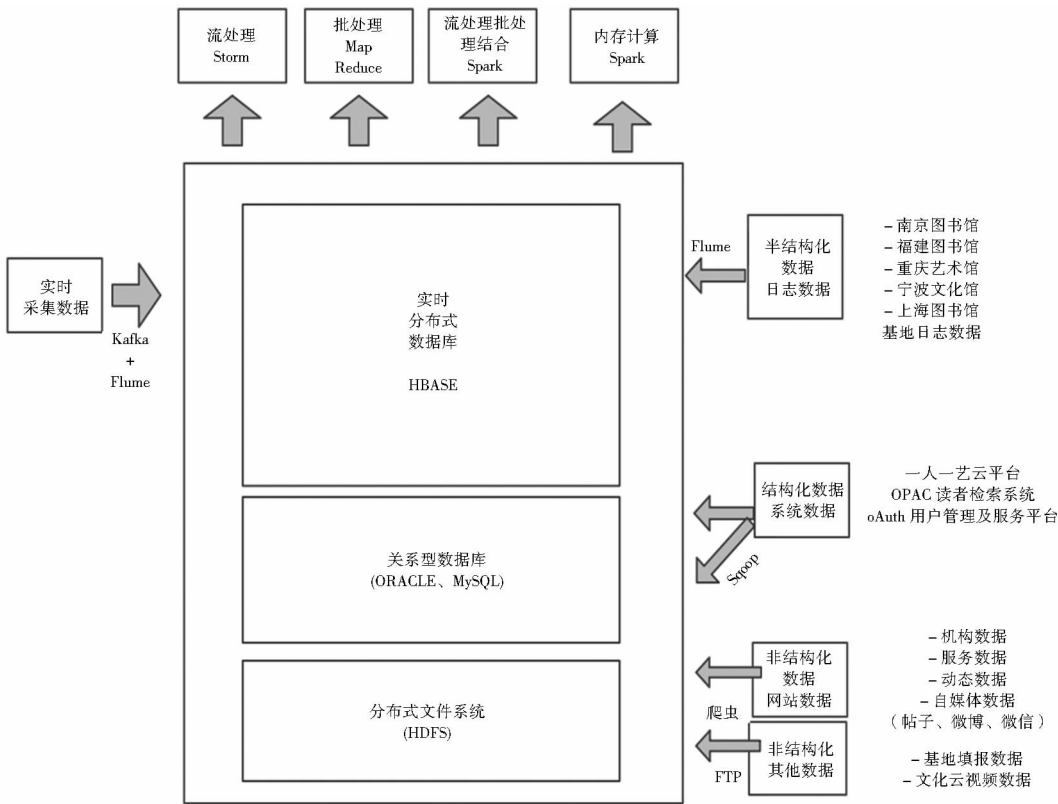 流处理
Storm
批处理
Map
Reduce
流处理批处
理结合
Spark
内存计算
Spark
实时
采集数据
Kafka
+
Flume
实时
分布式
数据库
HBASE
关系型数据库
(ORACLE、MySQL)
分布式文件系统
(HDFS)
Flume
半结构化
数据
日志数据
－南京图书馆
－福建图书馆
－重庆艺术馆
－宁波文化馆
－上海图书馆
基地日志数据
结构化数据
系统数据
Sqoop
一人一艺云平台
OPAC 读者检索系统
oAuth 用户管理及服务平台
非结构化
数据
网站数据
爬虫
－机构数据
－服务数据
－动态数据
－自媒体数据
（帖子、微博、微信）
非结构化
其他数据
FTP
－基地填报数据
－文化云视频数据